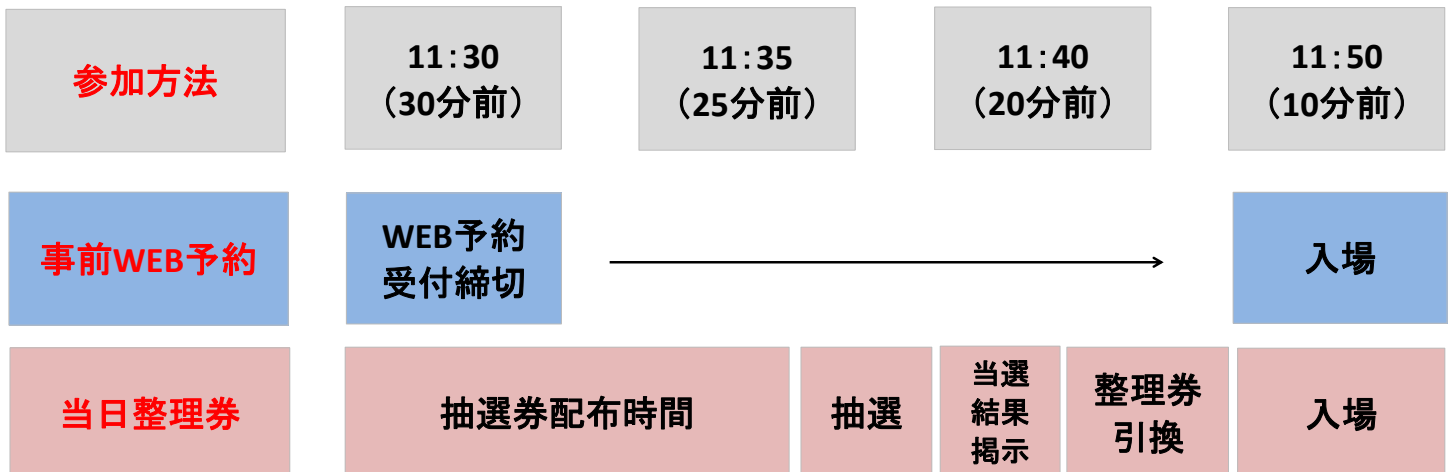 参加方法
11:30
（30分前）
11:35
（25分前）
11:40
（20分前）
11:50
（10分前）
事前WEB予約
WEB予約
受付締切
入場
当日整理券
抽選券配布時間
抽選
当選
結果
掲示
整理券
引換
入場